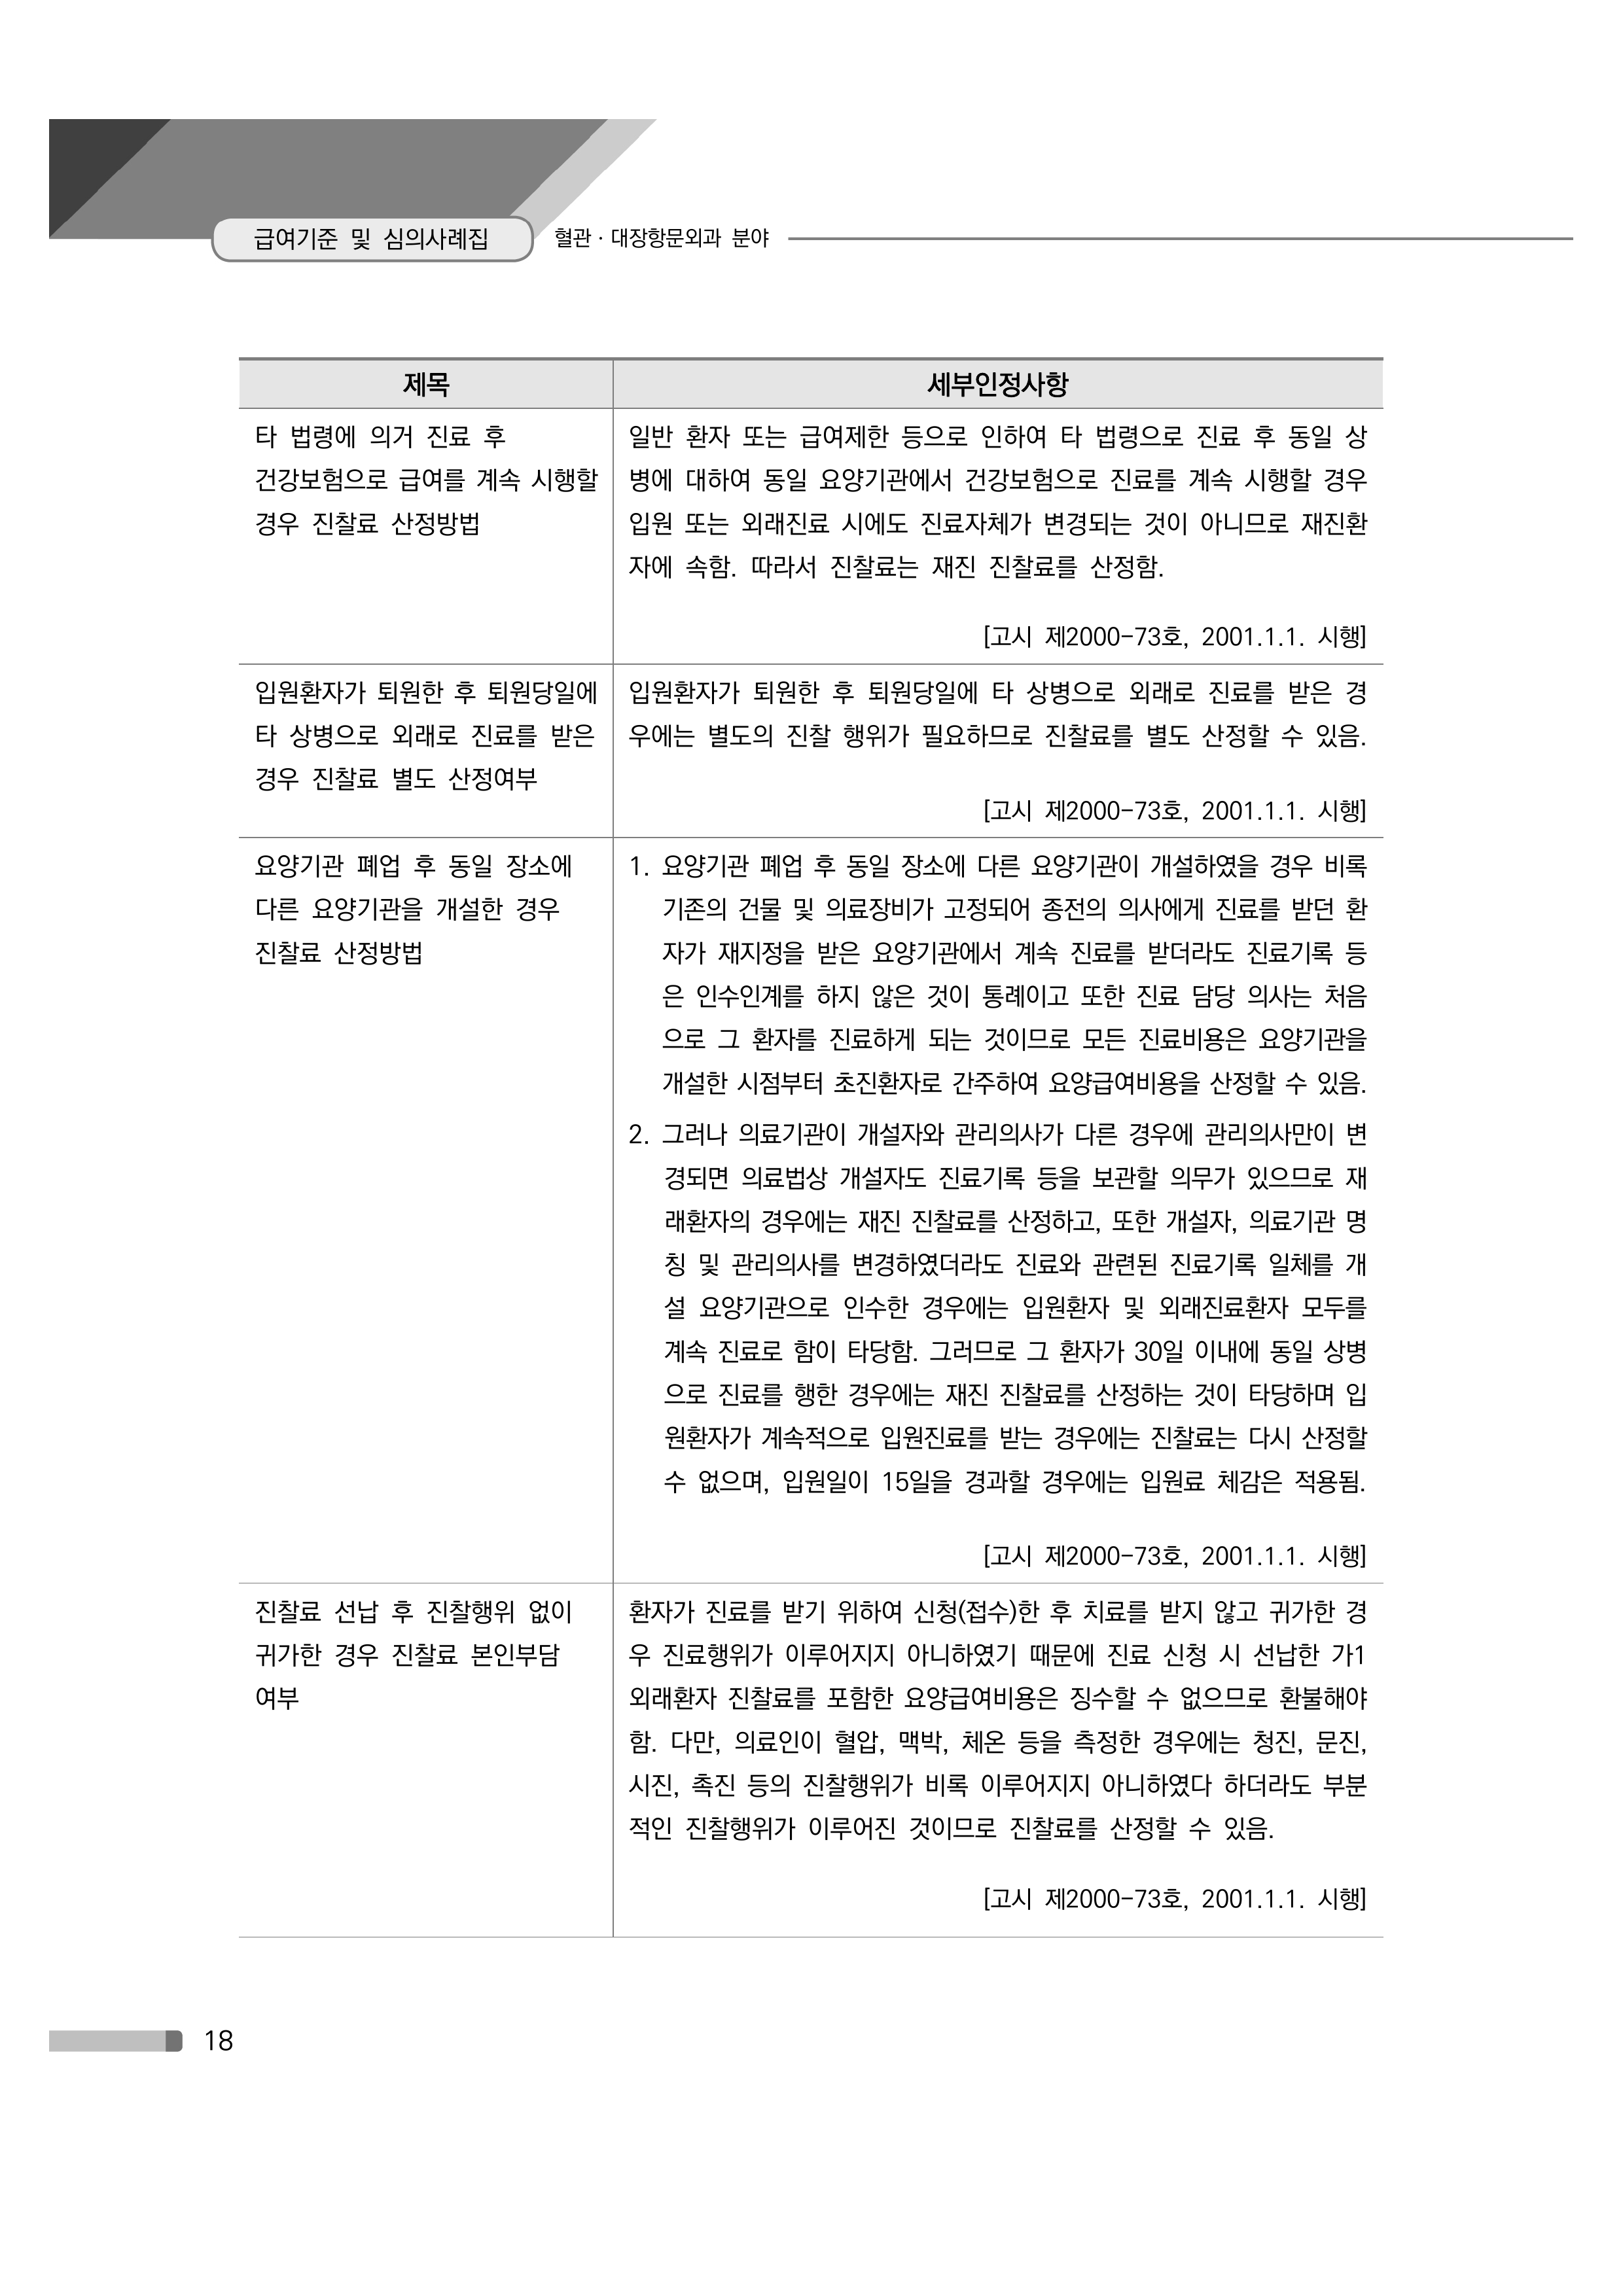 급여기준 및 심의사례집
혈관 · 대장항문외과 분야
제목
세부인정사항
타 법령에 의거 진료 후
건강보험으로 급여를 계속 시행할
경우 진찰료 산정방법
일반 환자 또는 급여제한 등으로 인하여 타 법령으로 진료 후 동일 상
병에 대하여 동일 요양기관에서 건강보험으로 진료를 계속 시행할 경우
입원 또는 외래진료 시에도 진료자체가 변경되는 것이 아니므로 재진환
자에 속함. 따라서 진찰료는 재진 진찰료를 산정함.
[고시 제2000-73호, 2001.1.1. 시행]
입원환자가 퇴원한 후 퇴원당일에
타 상병으로 외래로 진료를 받은
경우 진찰료 별도 산정여부
입원환자가 퇴원한 후 퇴원당일에 타 상병으로 외래로 진료를 받은 경
우에는 별도의 진찰 행위가 필요하므로 진찰료를 별도 산정할 수 있음.
[고시 제2000-73호, 2001.1.1. 시행]
요양기관 폐업 후 동일 장소에
다른 요양기관을 개설한 경우
진찰료 산정방법
1. 요양기관 폐업 후 동일 장소에 다른 요양기관이 개설하였을 경우 비록
기존의 건물 및 의료장비가 고정되어 종전의 의사에게 진료를 받던 환
자가 재지정을 받은 요양기관에서 계속 진료를 받더라도 진료기록 등
은 인수인계를 하지 않은 것이 통례이고 또한 진료 담당 의사는 처음
으로 그 환자를 진료하게 되는 것이므로 모든 진료비용은 요양기관을
개설한 시점부터 초진환자로 간주하여 요양급여비용을 산정할 수 있음.
2. 그러나 의료기관이 개설자와 관리의사가 다른 경우에 관리의사만이 변
경되면 의료법상 개설자도 진료기록 등을 보관할 의무가 있으므로 재
래환자의 경우에는 재진 진찰료를 산정하고, 또한 개설자, 의료기관 명
칭 및 관리의사를 변경하였더라도 진료와 관련된 진료기록 일체를 개
설 요양기관으로 인수한 경우에는 입원환자 및 외래진료환자 모두를
계속 진료로 함이 타당함. 그러므로 그 환자가 30일 이내에 동일 상병
으로 진료를 행한 경우에는 재진 진찰료를 산정하는 것이 타당하며 입
원환자가 계속적으로 입원진료를 받는 경우에는 진찰료는 다시 산정할
수 없으며, 입원일이 15일을 경과할 경우에는 입원료 체감은 적용됨.
[고시 제2000-73호, 2001.1.1. 시행]
진찰료 선납 후 진찰행위 없이
귀가한 경우 진찰료 본인부담
여부
환자가 진료를 받기 위하여 신청(접수)한 후 치료를 받지 않고 귀가한 경
우 진료행위가 이루어지지 아니하였기 때문에 진료 신청 시 선납한 가1
외래환자 진찰료를 포함한 요양급여비용은 징수할 수 없으므로 환불해야
함. 다만, 의료인이 혈압, 맥박, 체온 등을 측정한 경우에는 청진, 문진,
시진, 촉진 등의 진찰행위가 비록 이루어지지 아니하였다 하더라도 부분
적인 진찰행위가 이루어진 것이므로 진찰료를 산정할 수 있음.
[고시 제2000-73호, 2001.1.1. 시행]
18